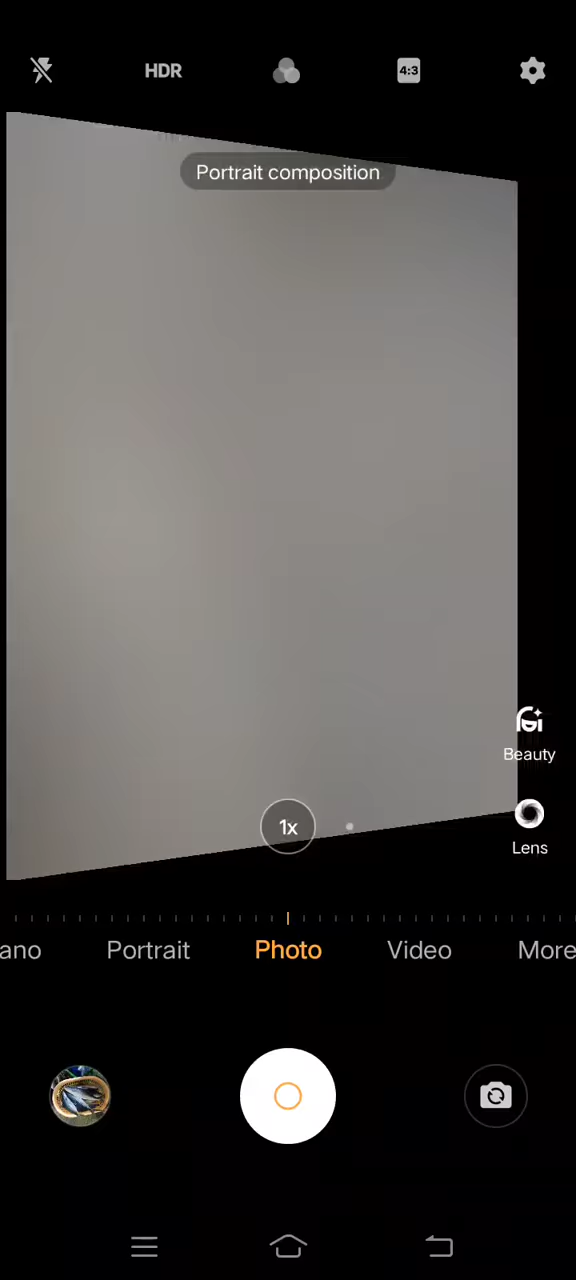 HDR
4:3
Portrait composition
Beauty
1x
Lens
ano
Portrait
Photo
Video
More